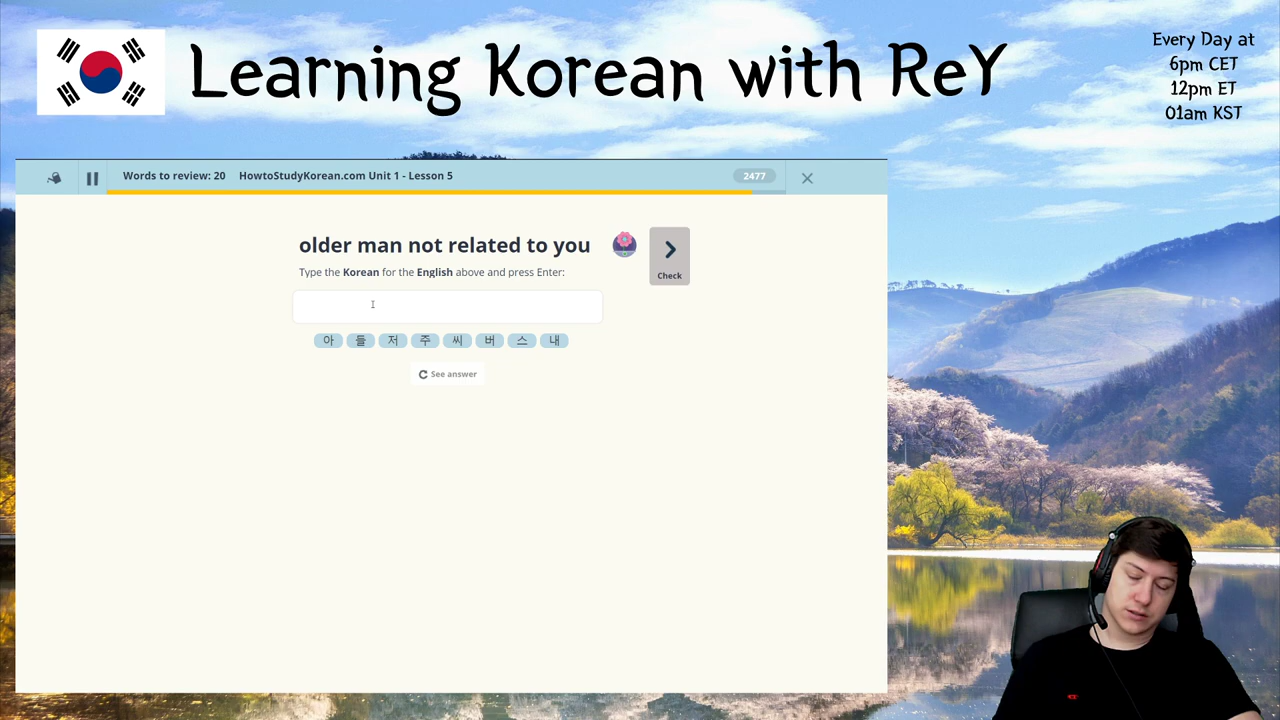 Learning Korean with ReY
Every Day at
6pm CET
12pm ET
01am KST
Words to review: 20 HowtoStudyKorean.com Unit 1 - Lesson 5 2477
older man not related to you
Check
Type the Korean for the English above and press Enter:
아 들 저 주 씨 버 스 내
See answer